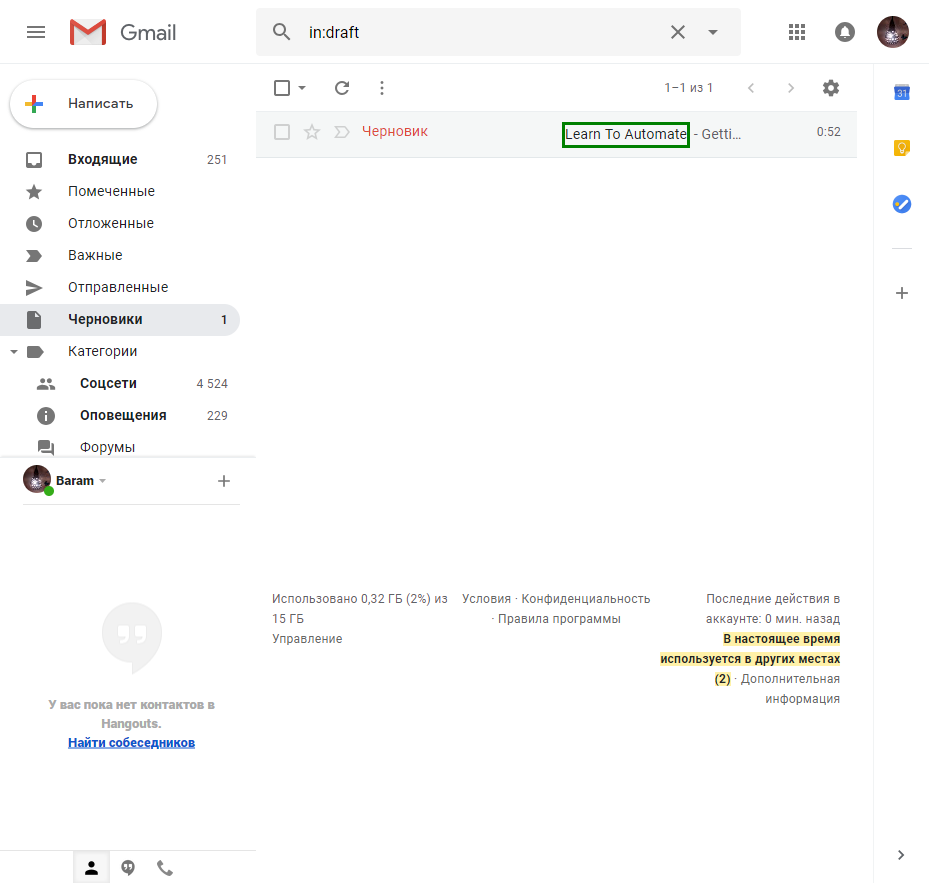 Gmail
in:draft
Написать
1–1 из 1
31
Черновик Learn To Automate - Getti... 0:52
Входящие 251
Помеченные
Отложенные
Важные
Отправленные
Черновики 1
Категории
Соцсети 4 524
Оповещения 229
Форумы
Baram
У вас пока нет контактов в
Hangouts.
Найти собеседников
Использовано 0,32 ГБ (2%) из
15 ГБ
Управление
Условия · Конфиденциальность
· Правила программы
Последние действия в
аккаунте: 0 мин. назад
В настоящее время
используется в других местах
(2) · Дополнительная
информация